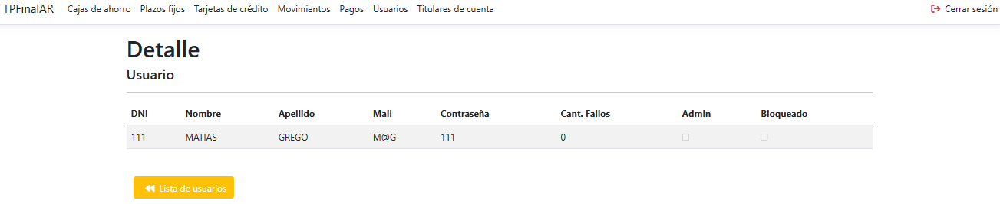 TPFinalAR Cajas de ahorro Plazos fijos Tarjetas de crédito Movimientos Pagos Usuarios Titulares de cuenta Cerrar sesión
Detalle
Usuario
DNI Nombre Apellido Mail Contraseña Cant. Fallos Admin Bloqueado
111 MATIAS GREGO M@G 111 0
Lista de usuarios